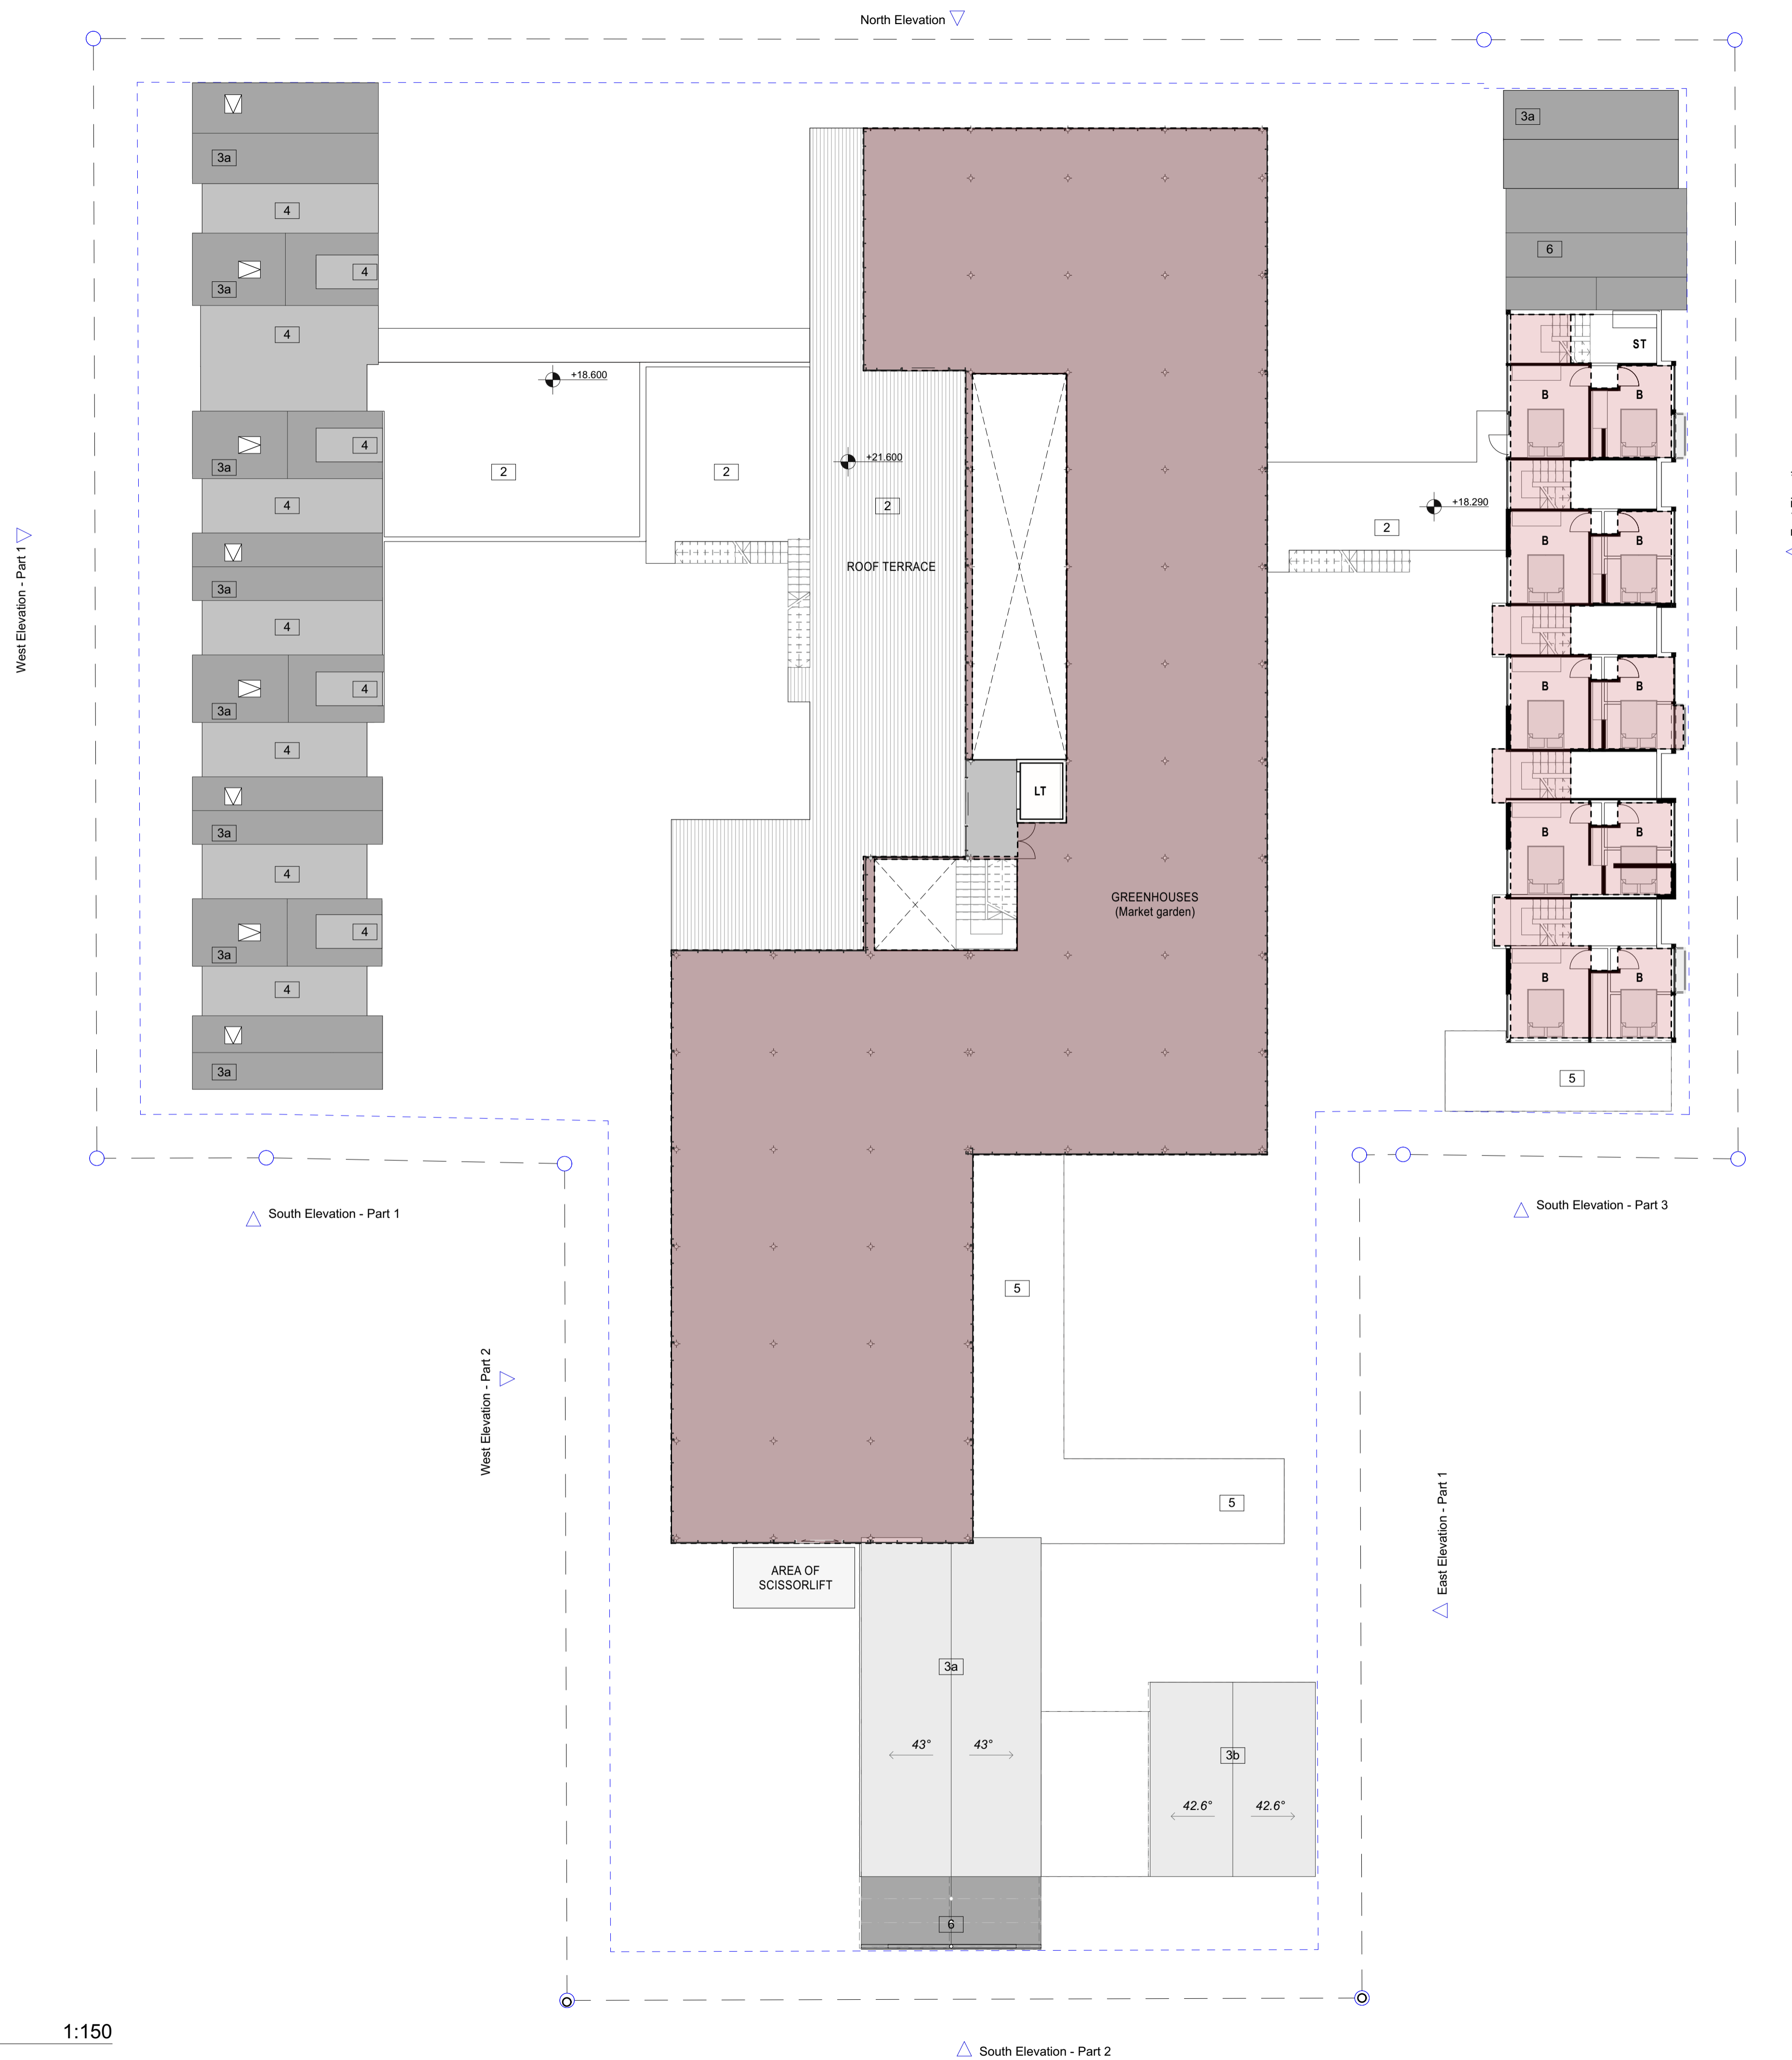 North Elevation
3a
3a
4
6
4
3a
4
ST
+18.600
B
B
4
3a
2
2
+21.600
2
+18.290
4
2
B
B
West Elevation - Part 1
ROOF TERRACE
3a
4
B
B
4
3a
4
LT
B
B
3a
4
GREENHOUSES
(Market garden)
4
3a
B
B
4
3a
5
South Elevation - Part 1
South Elevation - Part 3
5
West Elevation - Part 2
5
East Elevation - Part 1
AREA OF
SCISSORLIFT
3a
43°
43°
3b
42.6°
42.6°
6
1:150
South Elevation - Part 2